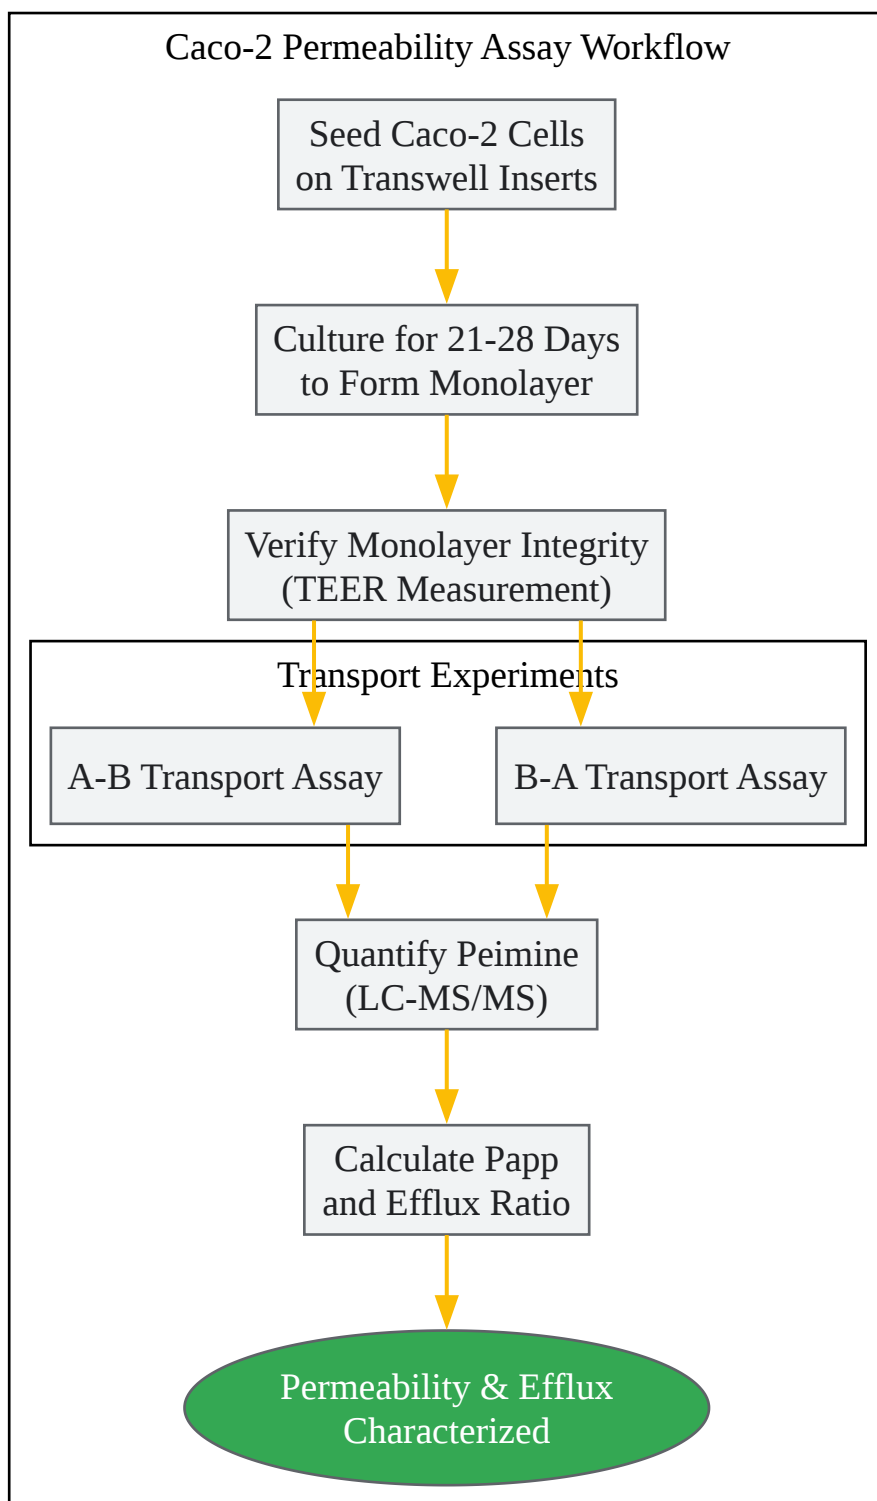 Caco-2 Permeability Assay Workflow
Seed Caco-2 Cells
on Transwell Inserts
Culture for 21-28 Days
to Form Monolayer
Verify Monolayer Integrity
(TEER Measurement)
Transport Experiments
A-B Transport Assay
B-A Transport Assay
Quantify Peimine
(LC-MS/MS)
Calculate Papp
and Efflux Ratio
Permeability & Efflux
Characterized